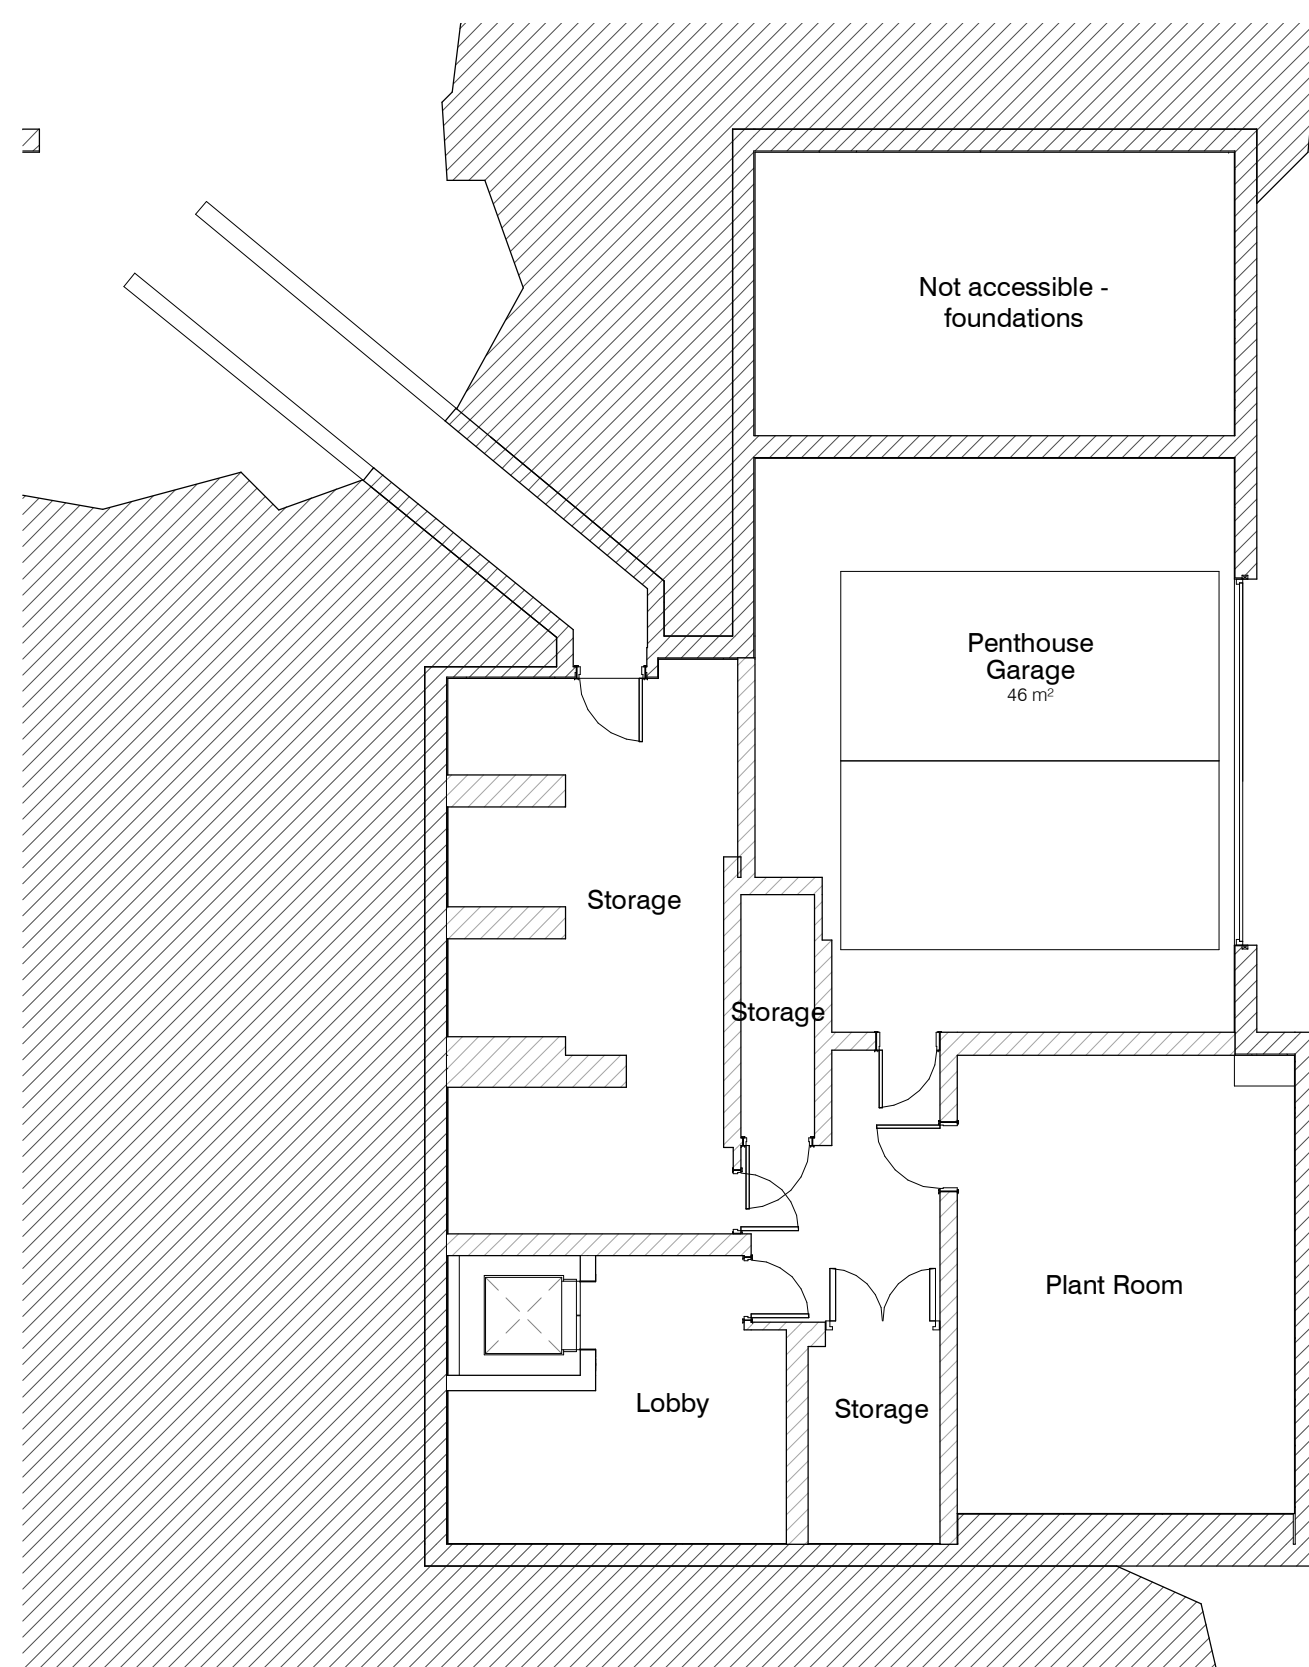 Not accessible -
foundations
Penthouse
Garage
46 m²
Storage
Storage
Plant Room
Lobby
Storage